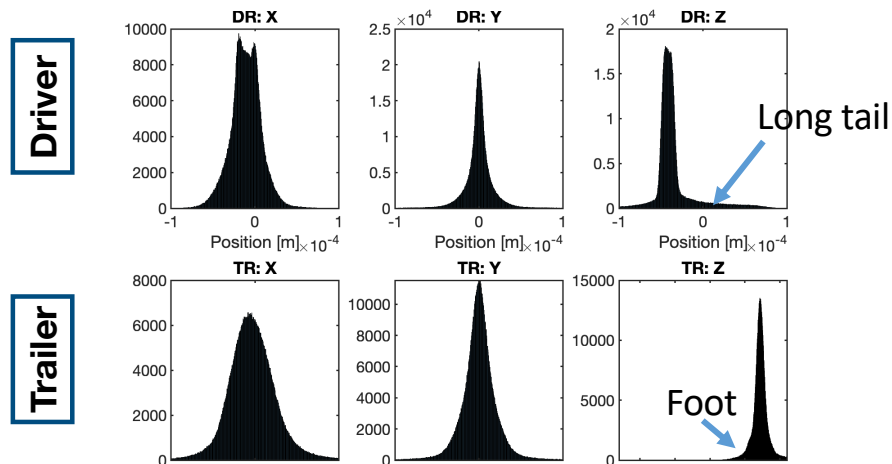 Driver
DR: X
10000
8000
6000
4000
2000
0
-1 0 1
Position [m] ×10⁻⁴
DR: Y
×10⁴
2.5
2
1.5
1
0.5
0
-1 0 1
Position [m] ×10⁻⁴
DR: Z
×10⁴
2
1.5
1
0.5
0
-1 0 1
Position [m] ×10⁻⁴
Long tail
Trailer
TR: X
8000
6000
4000
2000
0
TR: Y
10000
8000
6000
4000
2000
0
TR: Z
15000
10000
5000
0
Foot